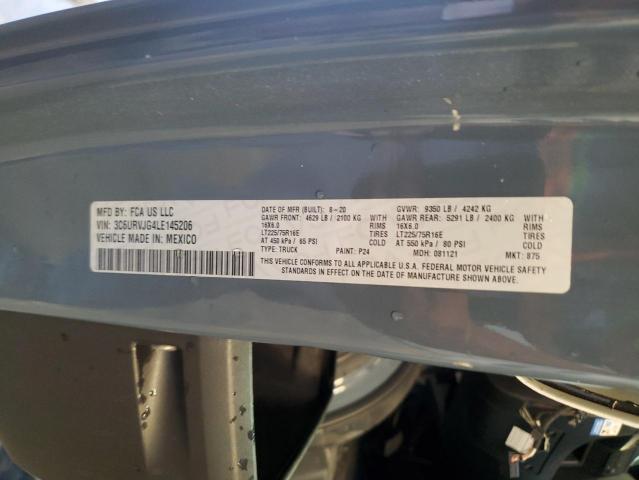 MFD BY: FCA US LLC
VIN: 3C6URVJG4LE145206
VEHICLE MADE IN: MEXICO
DATE OF MFR (BUILT): 8-20
GVWR: 9350 LB / 4242 KG
GAWR FRONT: 4629 LB / 2100 KG
GAWR REAR: 5291 LB / 2400 KG
16X6.0 RIMS
16X6.0 RIMS
LT225/75R16E TIRES
LT225/75R16E TIRES
AT 450 kPa / 65 PSI COLD
AT 550 kPa / 80 PSI COLD
TYPE: TRUCK PAINT: P24 MDH: 081121 MKT: 875
THIS VEHICLE CONFORMS TO ALL APPLICABLE U.S.A. FEDERAL MOTOR VEHICLE SAFETY
STANDARDS IN EFFECT ON THE DATE OF MANUFACTURE SHOWN ABOVE.